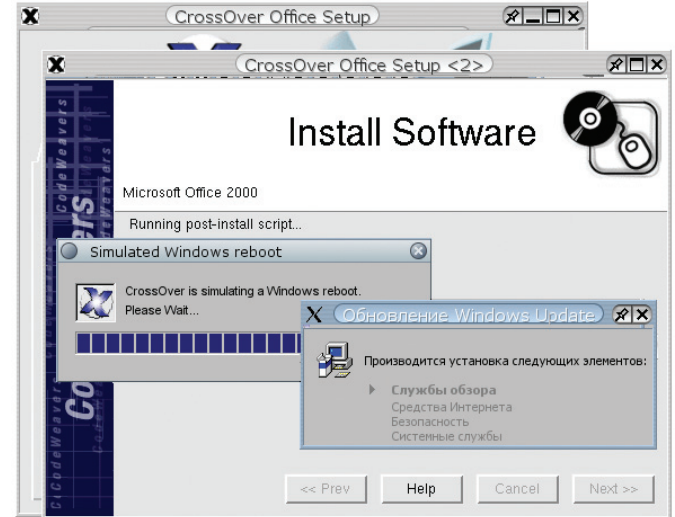 CrossOver Office Setup
CrossOver Office Setup <2>
Install Software
Microsoft Office 2000
Running post-install script...
Simulated Windows reboot
CrossOver is simulating a Windows reboot.
Please Wait...
Обновление Windows Update
Производится установка следующих элементов:
Службы обзора
Средства Интернета
Безопасность
Системные службы
<< Prev
Help
Cancel
Next >>
CodeWeavers
CodeWeavers